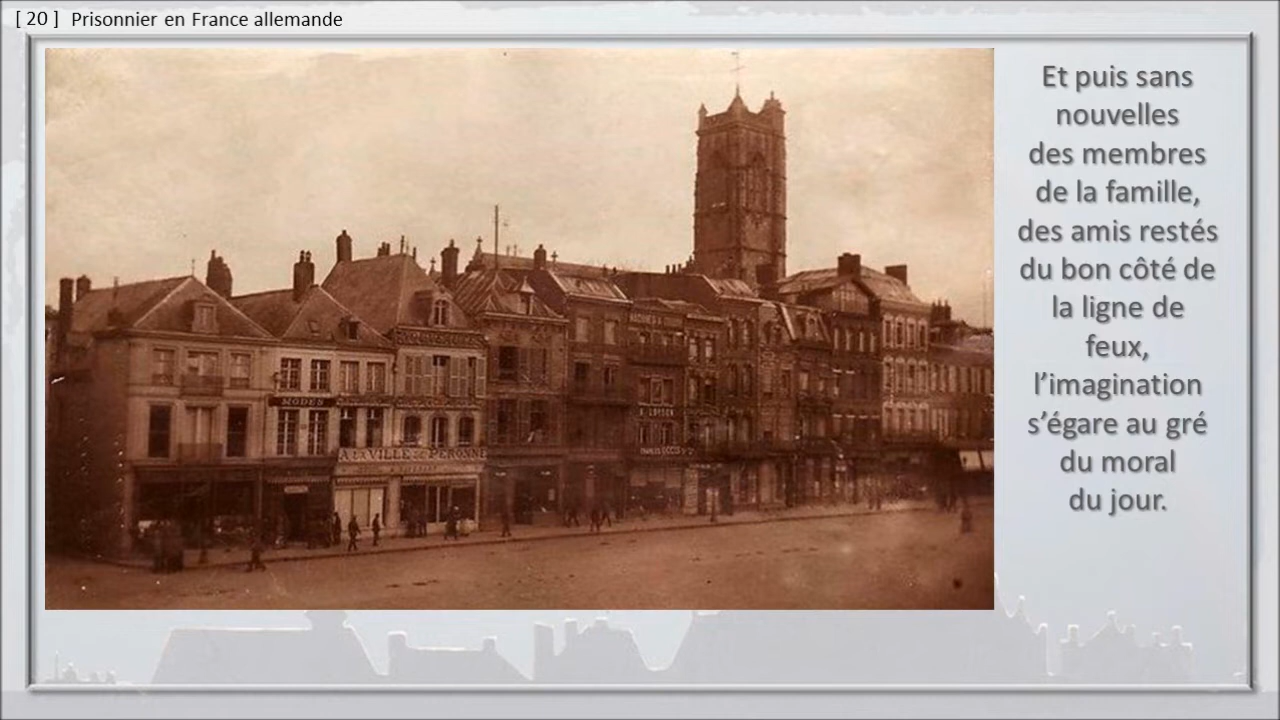 [ 20 ] Prisonnier en France allemande
Et puis sans
nouvelles
des membres
de la famille,
des amis restés
du bon côté de
la ligne de
feux,
l’imagination
s’égare au gré
du moral
du jour.
MODES
A LA VILLE DE PERONNE